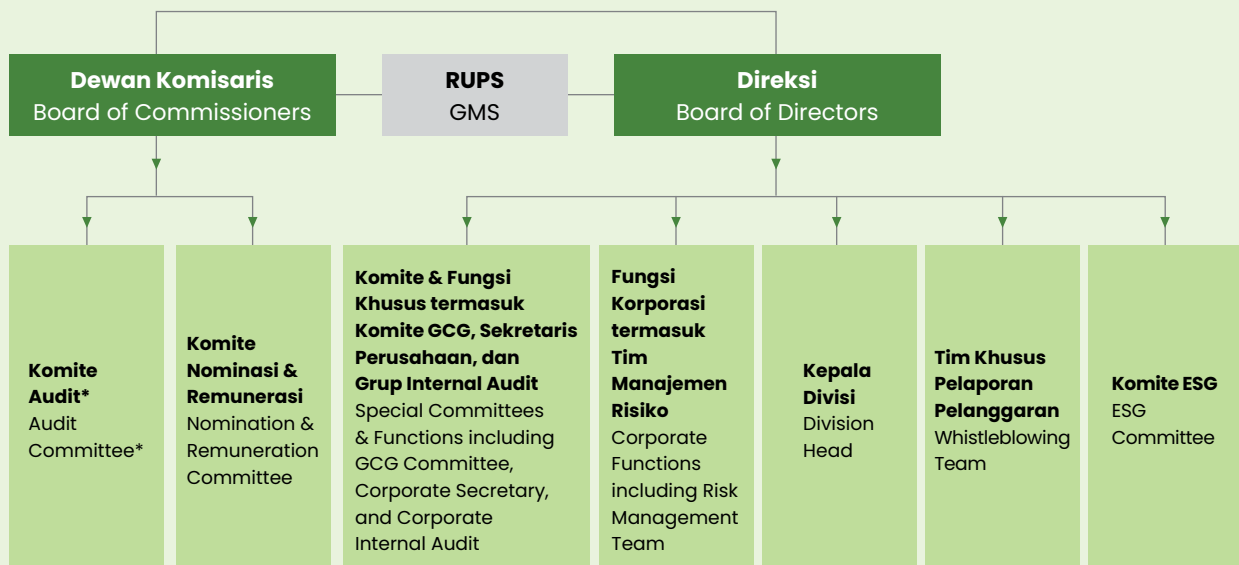 Dewan Komisaris
Board of Commissioners
RUPS
GMS
Direksi
Board of Directors
Komite
Audit*
Audit
Committee*
Komite
Nominasi &
Remunerasi
Nomination &
Remuneration
Committee
Komite & Fungsi
Khusus termasuk
Komite GCG, Sekretaris
Perusahaan, dan
Grup Internal Audit
Special Committees
& Functions including
GCG Committee,
Corporate Secretary,
and Corporate
Internal Audit
Fungsi
Korporasi
termasuk
Tim
Manajemen
Risiko
Corporate
Functions
including Risk
Management
Team
Kepala
Divisi
Division
Head
Tim Khusus
Pelaporan
Pelanggaran
Whistleblowing
Team
Komite ESG
ESG
Committee